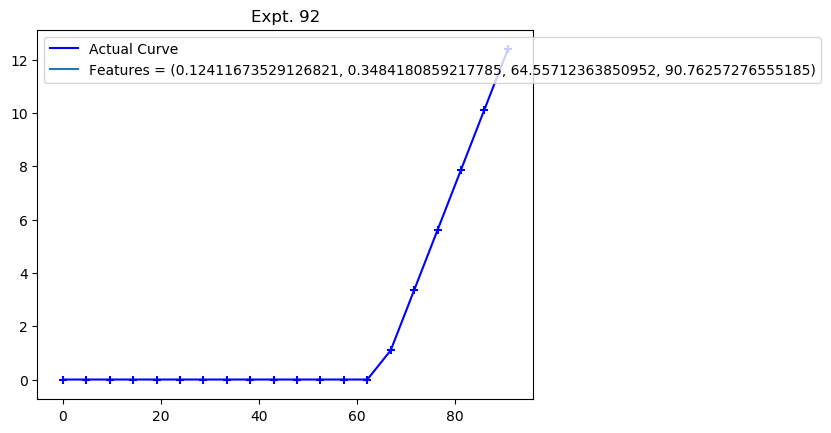 Expt. 92
Actual Curve
Features = (0.12411673529126821, 0.3484180859217785, 64.55712363850952, 90.76257276555185)
12
10
8
6
4
2
0
0 20 40 60 80